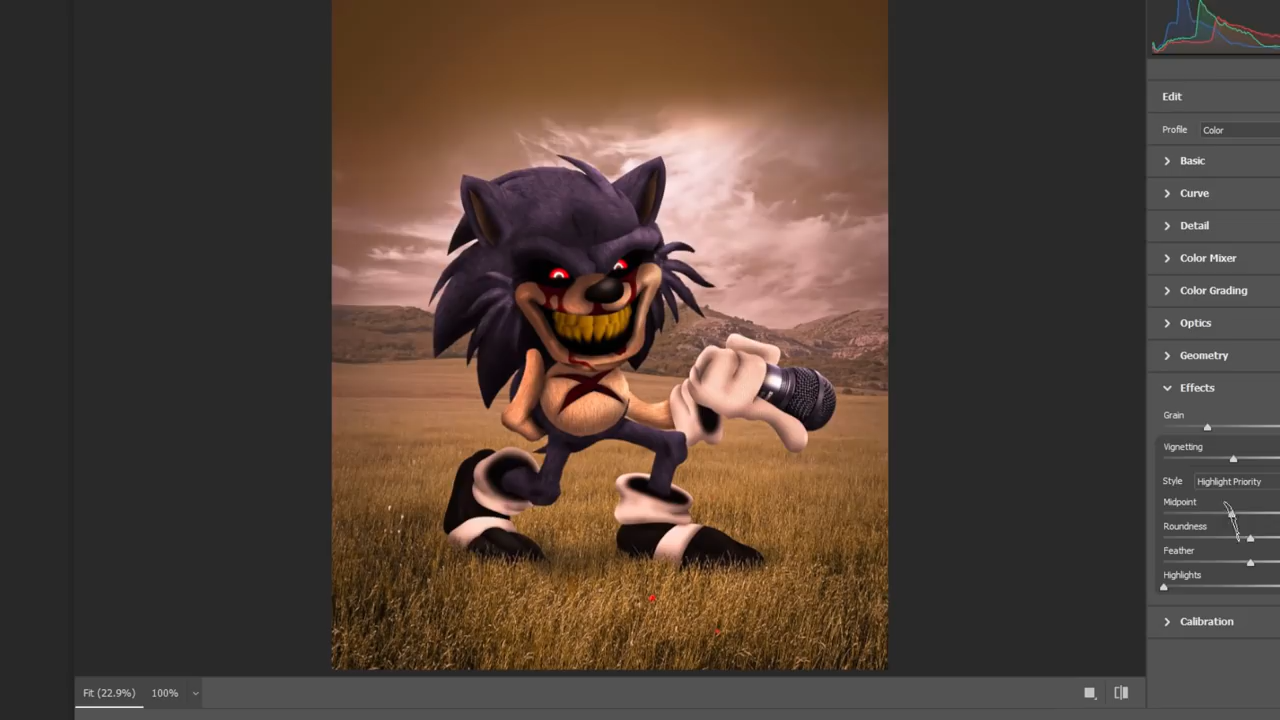 Edit
Profile Color
Basic
Curve
Detail
Color Mixer
Color Grading
Optics
Geometry
Effects
Grain
Vignetting
Style Highlight Priority
Midpoint
Roundness
Feather
Highlights
Calibration
Fit (22.9%) 100%